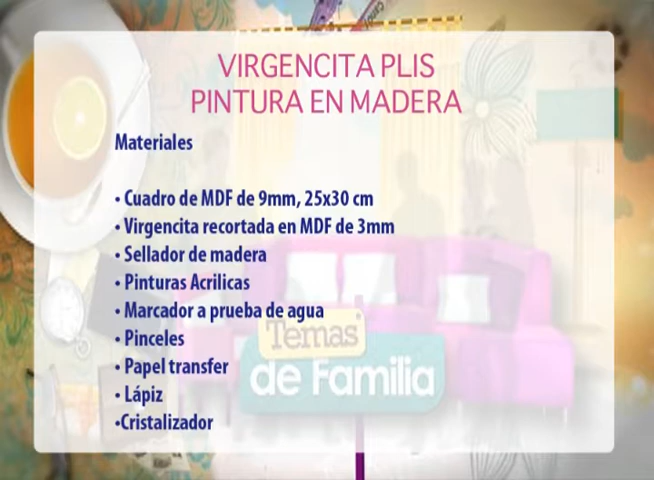 VIRGENCITA PLIS
PINTURA EN MADERA
Materiales
• Cuadro de MDF de 9mm, 25x30 cm
• Virgencita recortada en MDF de 3mm
• Sellador de madera
• Pinturas Acrilicas
• Marcador a prueba de agua
• Pinceles
• Papel transfer
• Lápiz
•Cristalizador
Temas
de Familia